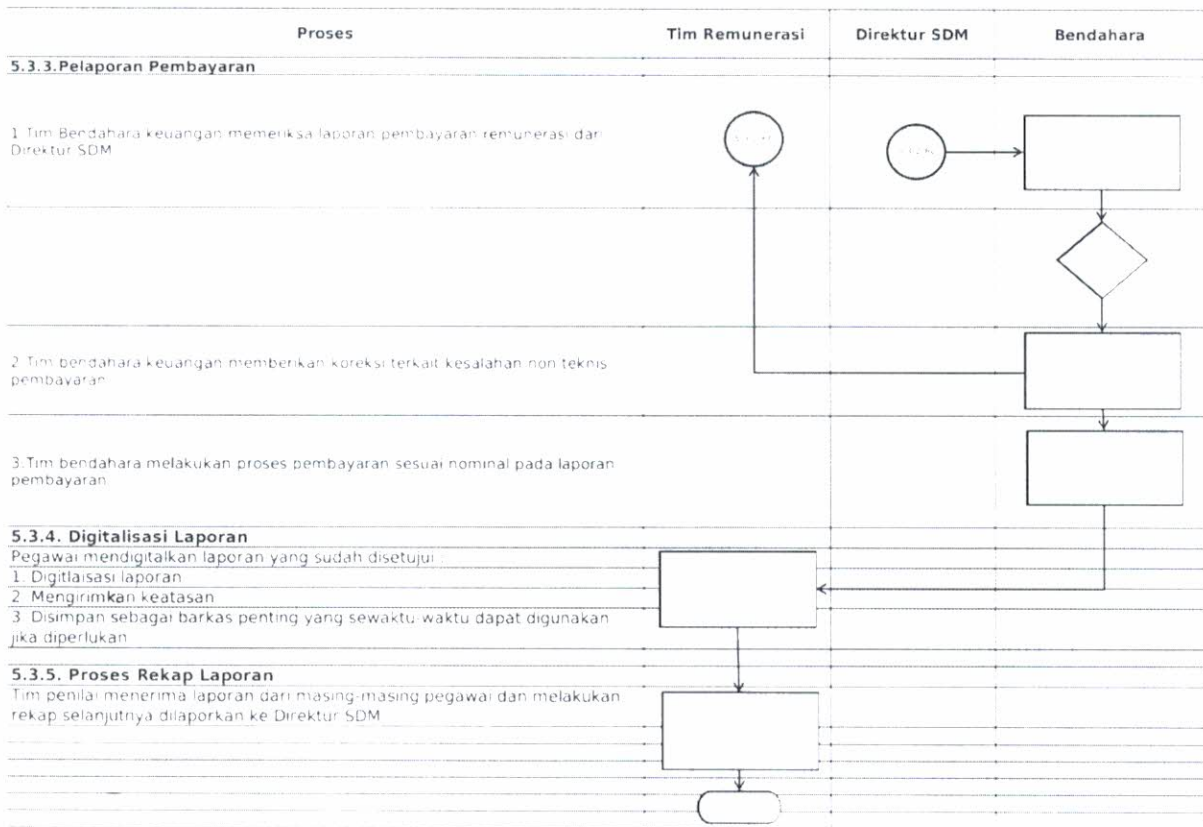 Proses Tim Remunerasi Direktur SDM Bendahara
5.3.3.Pelaporan Pembayaran
1 Tim Bendahara keuangan memeriksa laporan pembayaran remunerasi dari
Direktur SDM
2 Tim bendahara keuangan memberikan koreksi terkait kesalahan non teknis
pembayaran
3.Tim bendahara melakukan proses pembayaran sesuai nominal pada laporan
pembayaran
5.3.4. Digitalisasi Laporan
Pegawai mendigitalkan laporan yang sudah disetujui :
1. Digitlaisasi laporan
2 Mengirimkan keatasan
3 Disimpan sebagai barkas penting yang sewaktu-waktu dapat digunakan
jika diperlukan
5.3.5. Proses Rekap Laporan
Tim penilai menerima laporan dari masing-masing pegawai dan melakukan
rekap selanjutnya dilaporkan ke Direktur SDM